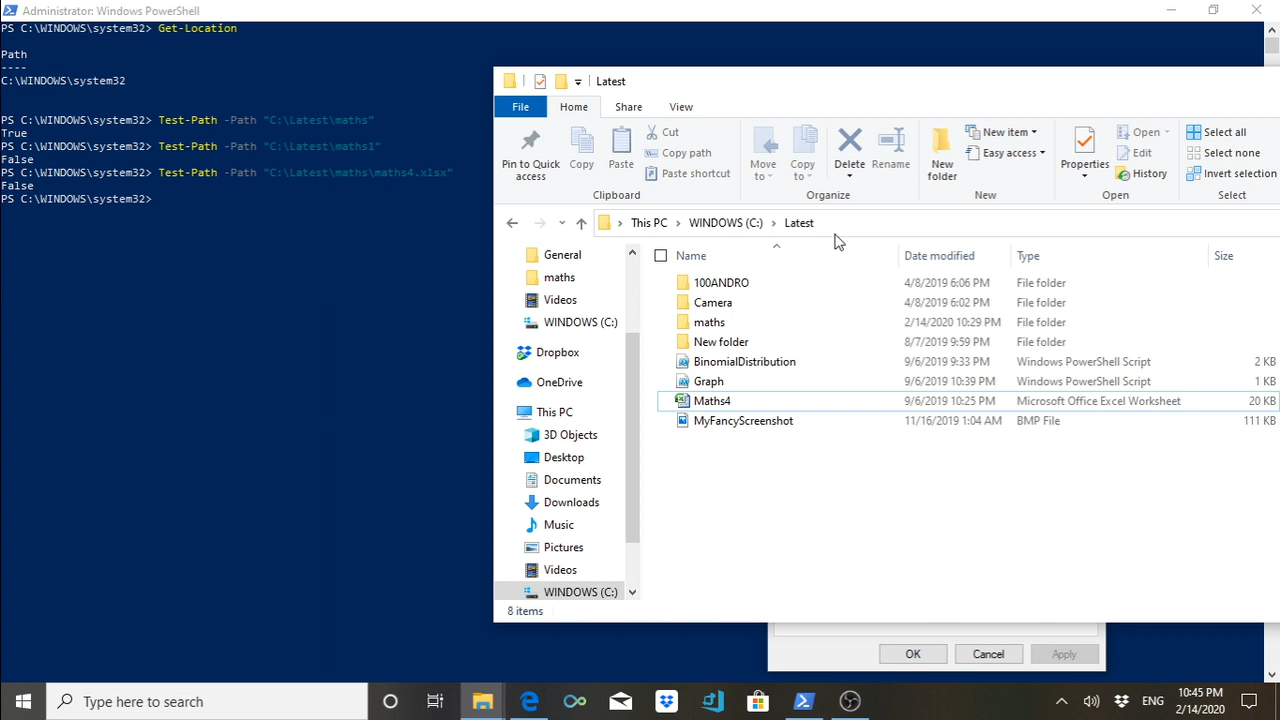 Administrator: Windows PowerShell
PS C:\WINDOWS\system32> Get-Location
Path
----
C:\WINDOWS\system32
PS C:\WINDOWS\system32> Test-Path -Path "C:\Latest\maths"
True
PS C:\WINDOWS\system32> Test-Path -Path "C:\Latest\maths1"
False
PS C:\WINDOWS\system32> Test-Path -Path "C:\Latest\maths\maths4.xlsx"
False
PS C:\WINDOWS\system32>
Latest
File Home Share View
Pin to Quick access
Copy
Paste
Cut
Copy path
Paste shortcut
Clipboard
Move to
Copy to
Delete
Rename
Organize
New folder
New item
Easy access
New
Properties
Open
Edit
History
Open
Select all
Select none
Invert selection
Select
This PC > WINDOWS (C:) > Latest
General
maths
Videos
WINDOWS (C:)
Dropbox
OneDrive
This PC
3D Objects
Desktop
Documents
Downloads
Music
Pictures
Videos
WINDOWS (C:)
Name Date modified Type Size
100ANDRO 4/8/2019 6:06 PM File folder
Camera 4/8/2019 6:02 PM File folder
maths 2/14/2020 10:29 PM File folder
New folder 8/7/2019 9:59 PM File folder
BinomialDistribution 9/6/2019 9:33 PM Windows PowerShell Script 2 KB
Graph 9/6/2019 10:39 PM Windows PowerShell Script 1 KB
Maths4 9/6/2019 10:25 PM Microsoft Office Excel Worksheet 20 KB
MyFancyScreenshot 11/16/2019 1:04 AM BMP File 111 KB
8 items
OK Cancel Apply
Type here to search
ENG
10:45 PM
2/14/2020